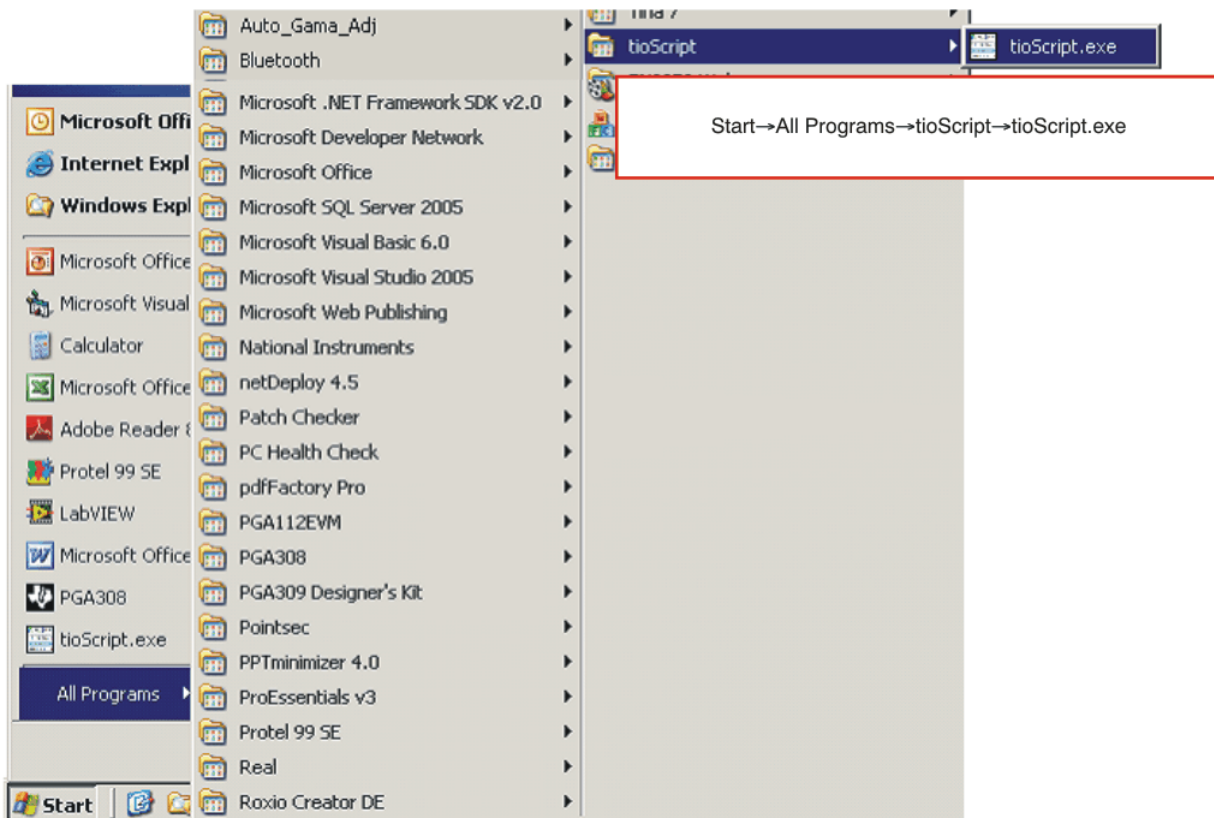 Microsoft Offi
Internet Expl
Windows Expl
Microsoft Office
Microsoft Visual
Calculator
Microsoft Office
Adobe Reader 8
Protel 99 SE
LabVIEW
Microsoft Office
PGA308
tioScript.exe
All Programs
Start
Auto_Gama_Adj
Bluetooth
Microsoft .NET Framework SDK v2.0
Microsoft Developer Network
Microsoft Office
Microsoft SQL Server 2005
Microsoft Visual Basic 6.0
Microsoft Visual Studio 2005
Microsoft Web Publishing
National Instruments
netDeploy 4.5
Patch Checker
PC Health Check
pdfFactory Pro
PGA112EVM
PGA308
PGA309 Designer's Kit
Pointsec
PPTminimizer 4.0
ProEssentials v3
Protel 99 SE
Real
Roxio Creator DE
Tina 7
tioScript
tioScript.exe
Start→All Programs→tioScript→tioScript.exe